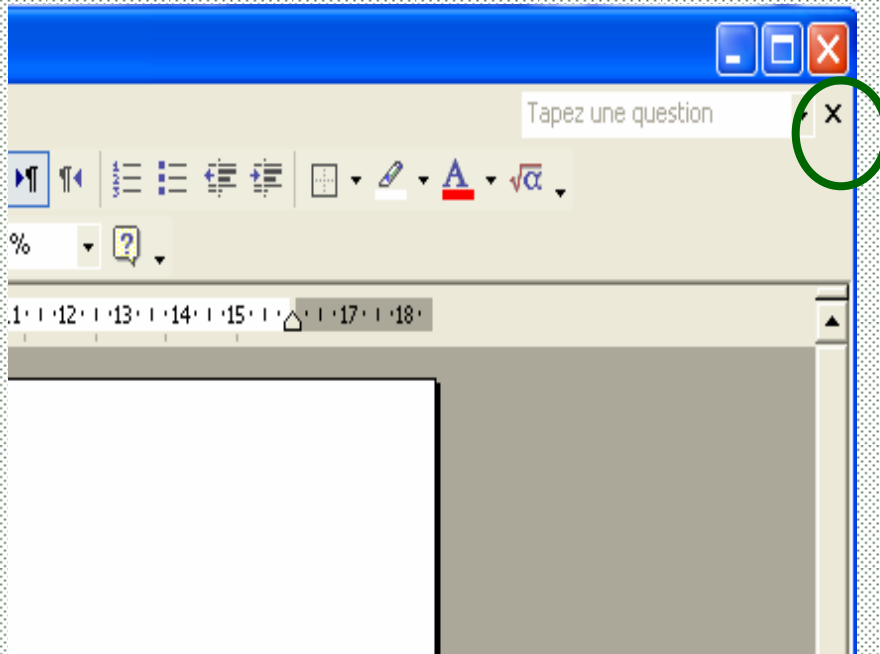 Tapez une question
A √α
%
1 · 12 · 13 · 14 · 15 · 17 · 18 ·